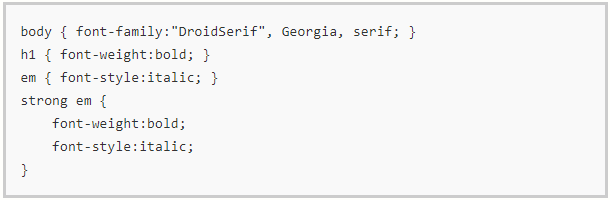 body { font-family:"DroidSerif", Georgia, serif; }
h1 { font-weight:bold; }
em { font-style:italic; }
strong em {
    font-weight:bold;
    font-style:italic;
}